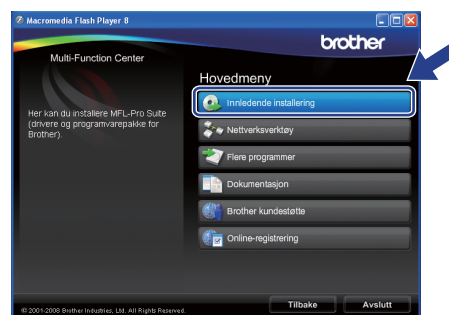 Macromedia Flash Player 8
brother
Multi-Function Center
Hovedmeny
Her kan du installere MFL-Pro Suite
(drivere og programvarepakke for
Brother).
Innledende installering
Nettverksverktøy
Flere programmer
Dokumentasjon
Brother kundestøtte
Online-registrering
© 2001-2008 Brother Industries, Ltd. All Rights Reserved.
Tilbake
Avslutt